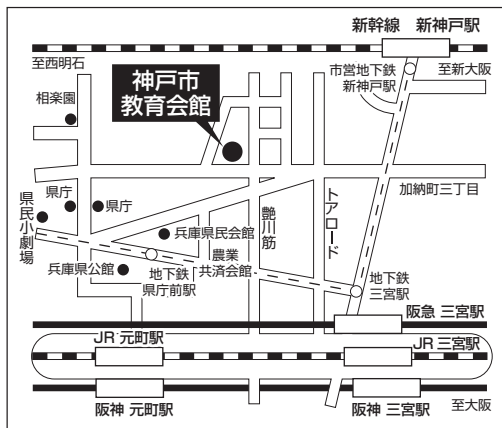 新幹線 新神戸駅
至西明石
至新大阪
市営地下鉄
新神戸駅
神戸市
教育会館
相楽園
加納町三丁目
県民小劇場
県庁
県庁
兵庫県民会館
鯉川筋
トアロード
農業
共済会館
兵庫県公館
地下鉄
県庁前駅
地下鉄
三宮駅
阪急 三宮駅
JR 元町駅
JR 三宮駅
阪神 元町駅
阪神 三宮駅
至大阪